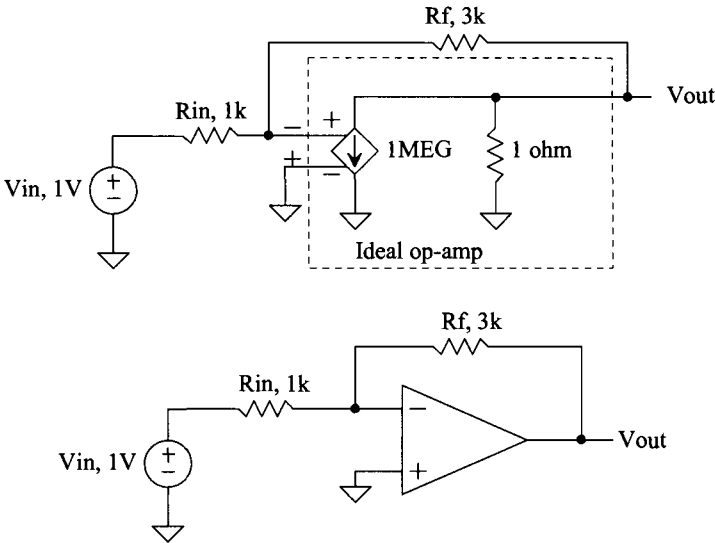 Rf, 3k
Vout
Rin, 1k
− +
1MEG
1 ohm
+
−
Vin, 1V
+
−
Ideal op-amp
Rf, 3k
Rin, 1k
−
Vout
Vin, 1V
+
−
+